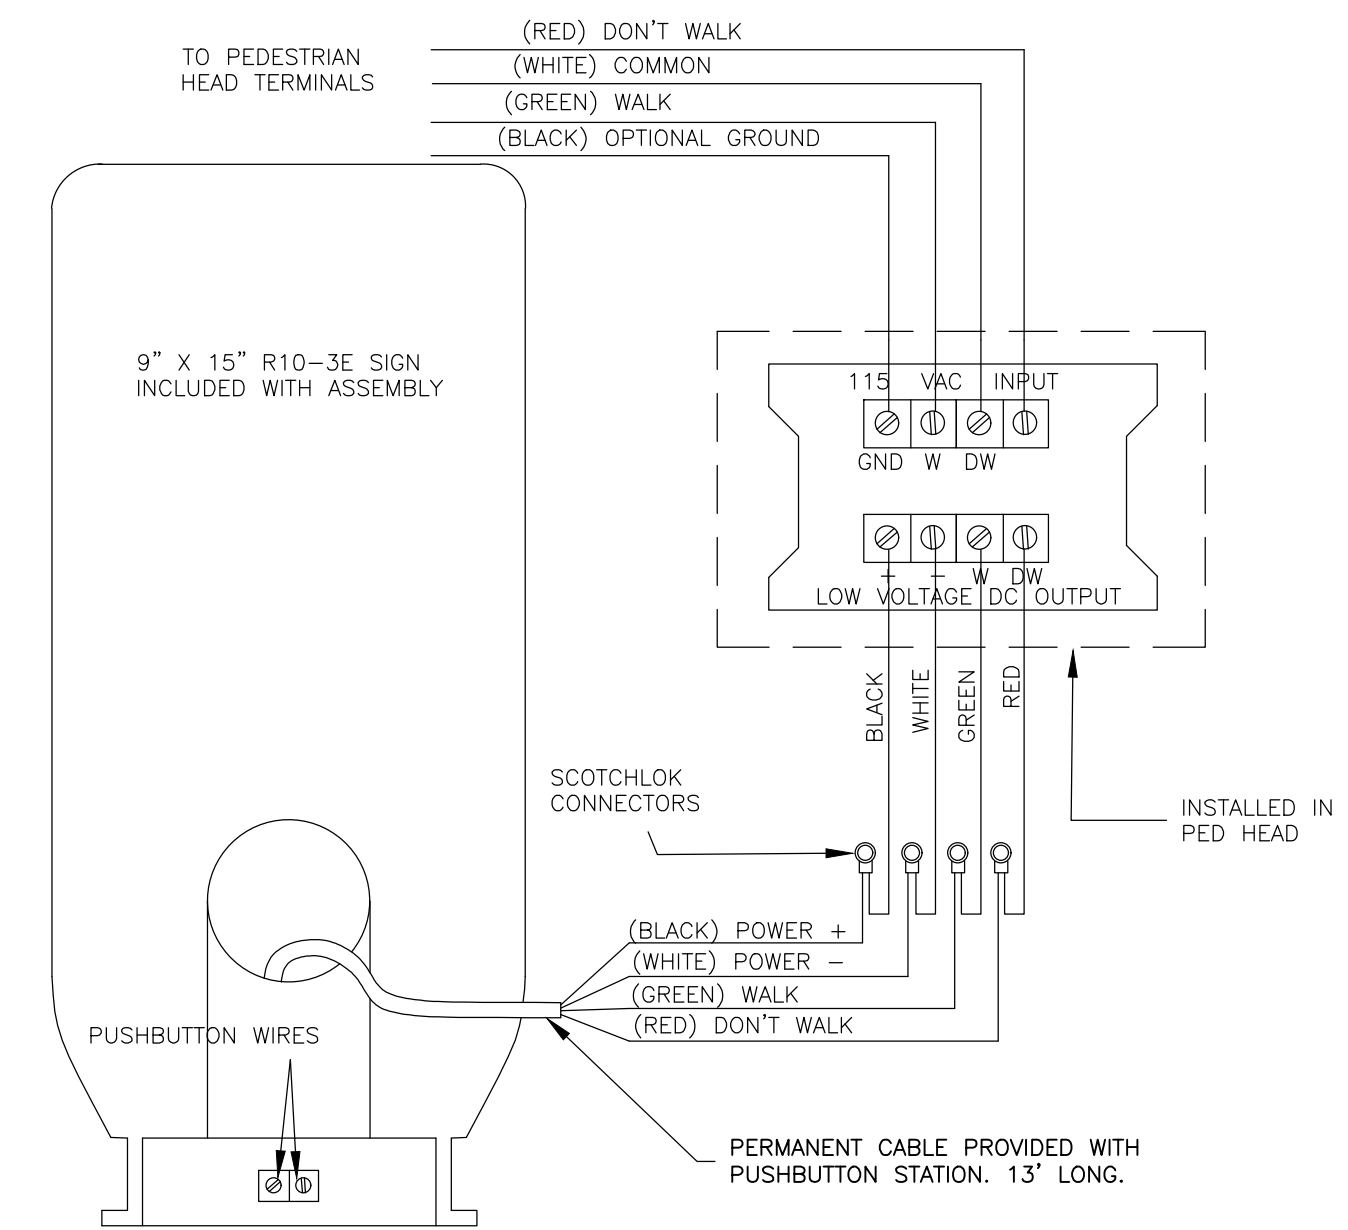 (RED) DON'T WALK
TO PEDESTRIAN
HEAD TERMINALS
(WHITE) COMMON
(GREEN) WALK
(BLACK) OPTIONAL GROUND
9" X 15" R10-3E SIGN
INCLUDED WITH ASSEMBLY
115 VAC INPUT
GND W DW
+ - W DW
LOW VOLTAGE DC OUTPUT
BLACK
WHITE
GREEN
RED
SCOTCHLOK
CONNECTORS
INSTALLED IN
PED HEAD
(BLACK) POWER +
(WHITE) POWER -
(GREEN) WALK
(RED) DON'T WALK
PUSHBUTTON WIRES
PERMANENT CABLE PROVIDED WITH
PUSHBUTTON STATION. 13' LONG.